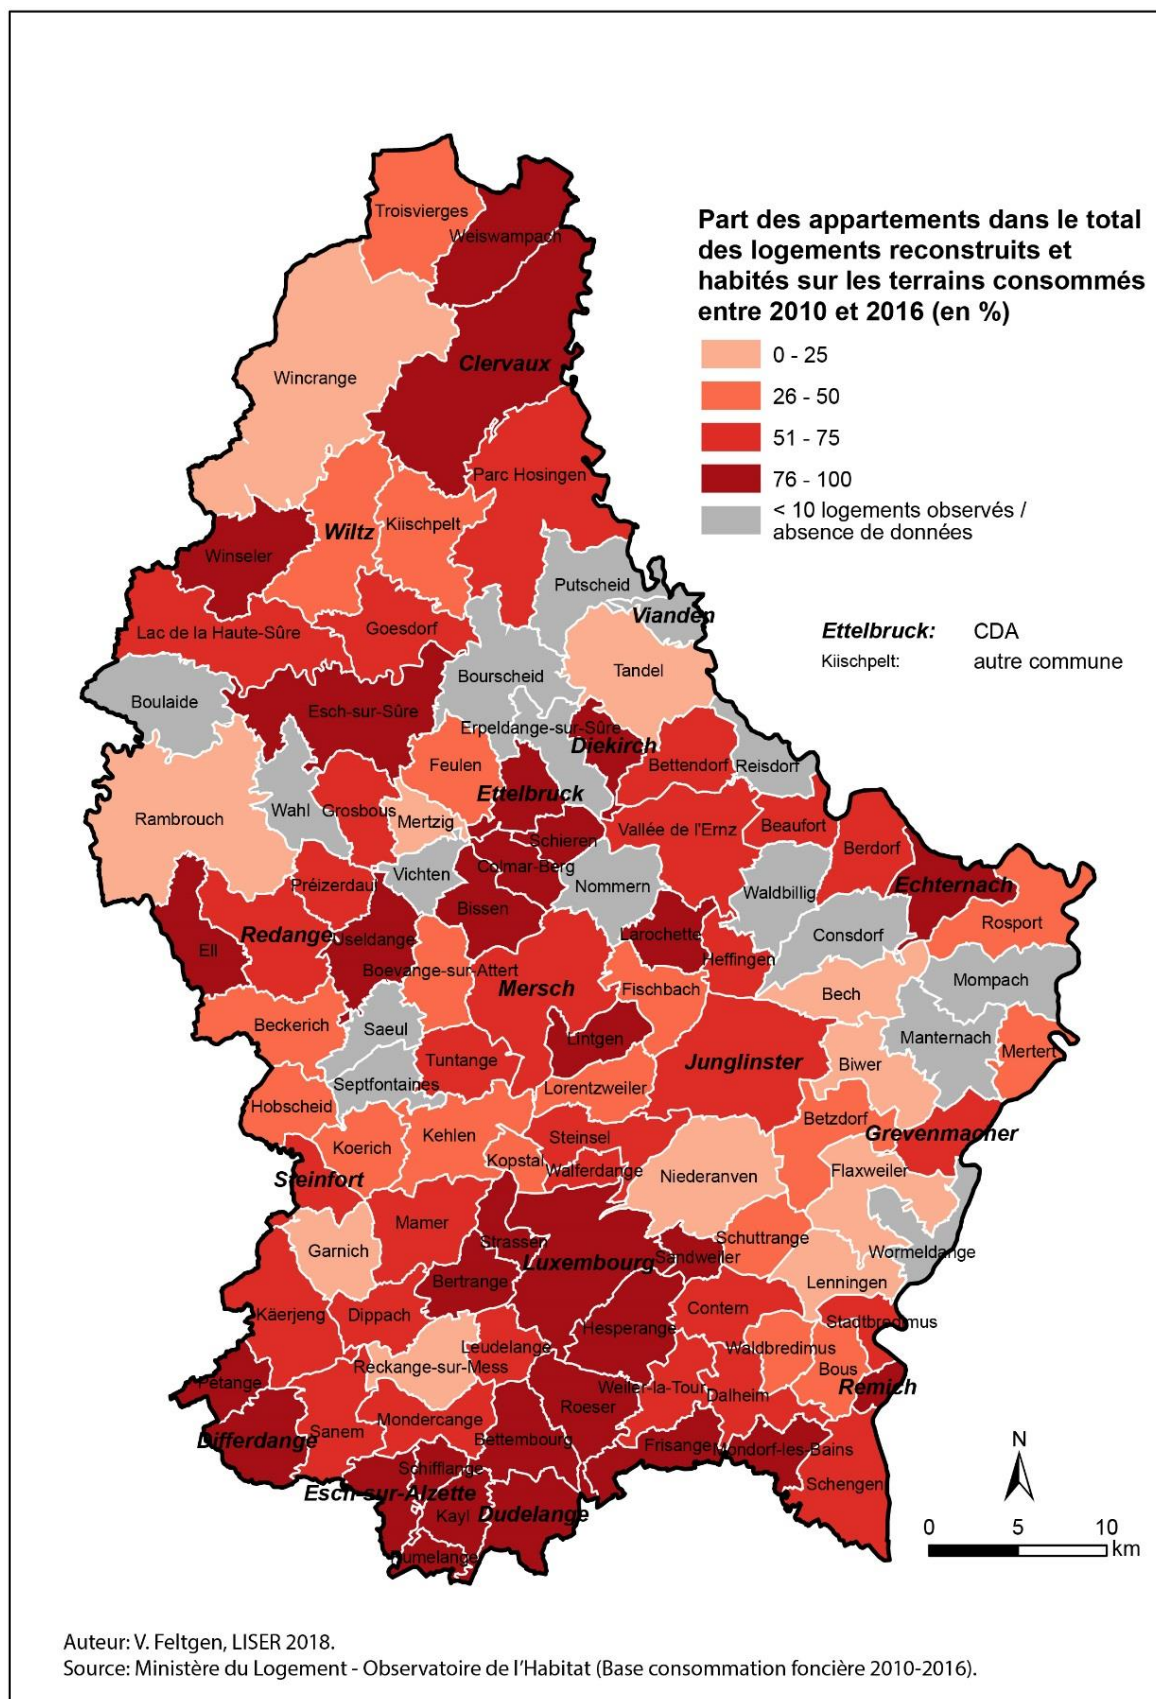 Part des appartements dans le total
des logements reconstruits et
habités sur les terrains consommés
entre 2010 et 2016 (en %)
0 - 25
26 - 50
51 - 75
76 - 100
< 10 logements observés /
absence de données
Ettelbruck: CDA
Kiischpelt: autre commune
Troisvierges
Weiswampach
Clervaux
Wincrange
Parc Hosingen
Wiltz
Kiischpelt
Winseler
Putscheid
Vianden
Lac de la Haute-Sûre
Goesdorf
Tandel
Bourscheid
Boulaide
Esch-sur-Sûre
Erpeldange-sur-Sûre
Diekirch
Feulen
Bettendorf
Reisdorf
Ettelbruck
Wahl
Grosbous
Rambrouch
Mertzig
Vallée de l'Ernz
Beaufort
Schieren
Berdorf
Colmar-Berg
Vichten
Préizerdaul
Nommern
Waldbillig
Echternach
Bissen
Rosport
Redange
Useldange
Larochette
Consdorf
Ell
Heffingen
Boevange-sur-Attert
Mompach
Mersch
Fischbach
Bech
Beckerich
Saeul
Lintgen
Manternach
Mertert
Tuntange
Junglinster
Biwer
Septfontaines
Lorentzweiler
Hobscheid
Betzdorf
Kehlen
Steinsel
Grevenmacher
Koerich
Kopstal
Walferdange
Flaxweiler
Steinfort
Niederanven
Mamer
Schuttrange
Strassen
Garnich
Wormeldange
Luxembourg
Sandweiler
Bertrange
Lenningen
Käerjeng
Dippach
Contern
Stadtbredimus
Hesperange
Leudelange
Waldbredimus
Reckange-sur-Mess
Bous
Pétange
Remich
Weiler-la-Tour
Dalheim
Roeser
Mondercange
Sanem
Differdange
Bettembourg
Frisange
Mondorf-les-Bains
Schifflange
Schengen
Esch-sur-Alzette
Kayl
Dudelange
Rumelange
N
0 5 10
km
Auteur: V. Feltgen, LISER 2018.
Source: Ministère du Logement - Observatoire de l'Habitat (Base consommation foncière 2010-2016).